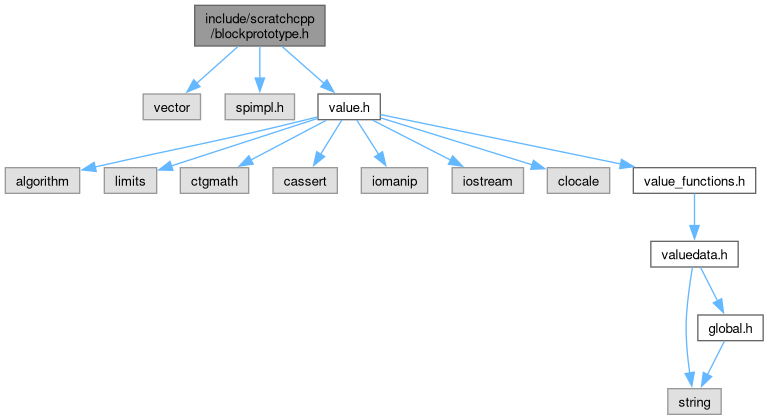 include/scratchcpp
/blockprototype.h
vector
spimpl.h
value.h
algorithm
limits
ctgmath
cassert
iomanip
iostream
clocale
value_functions.h
valuedata.h
global.h
string